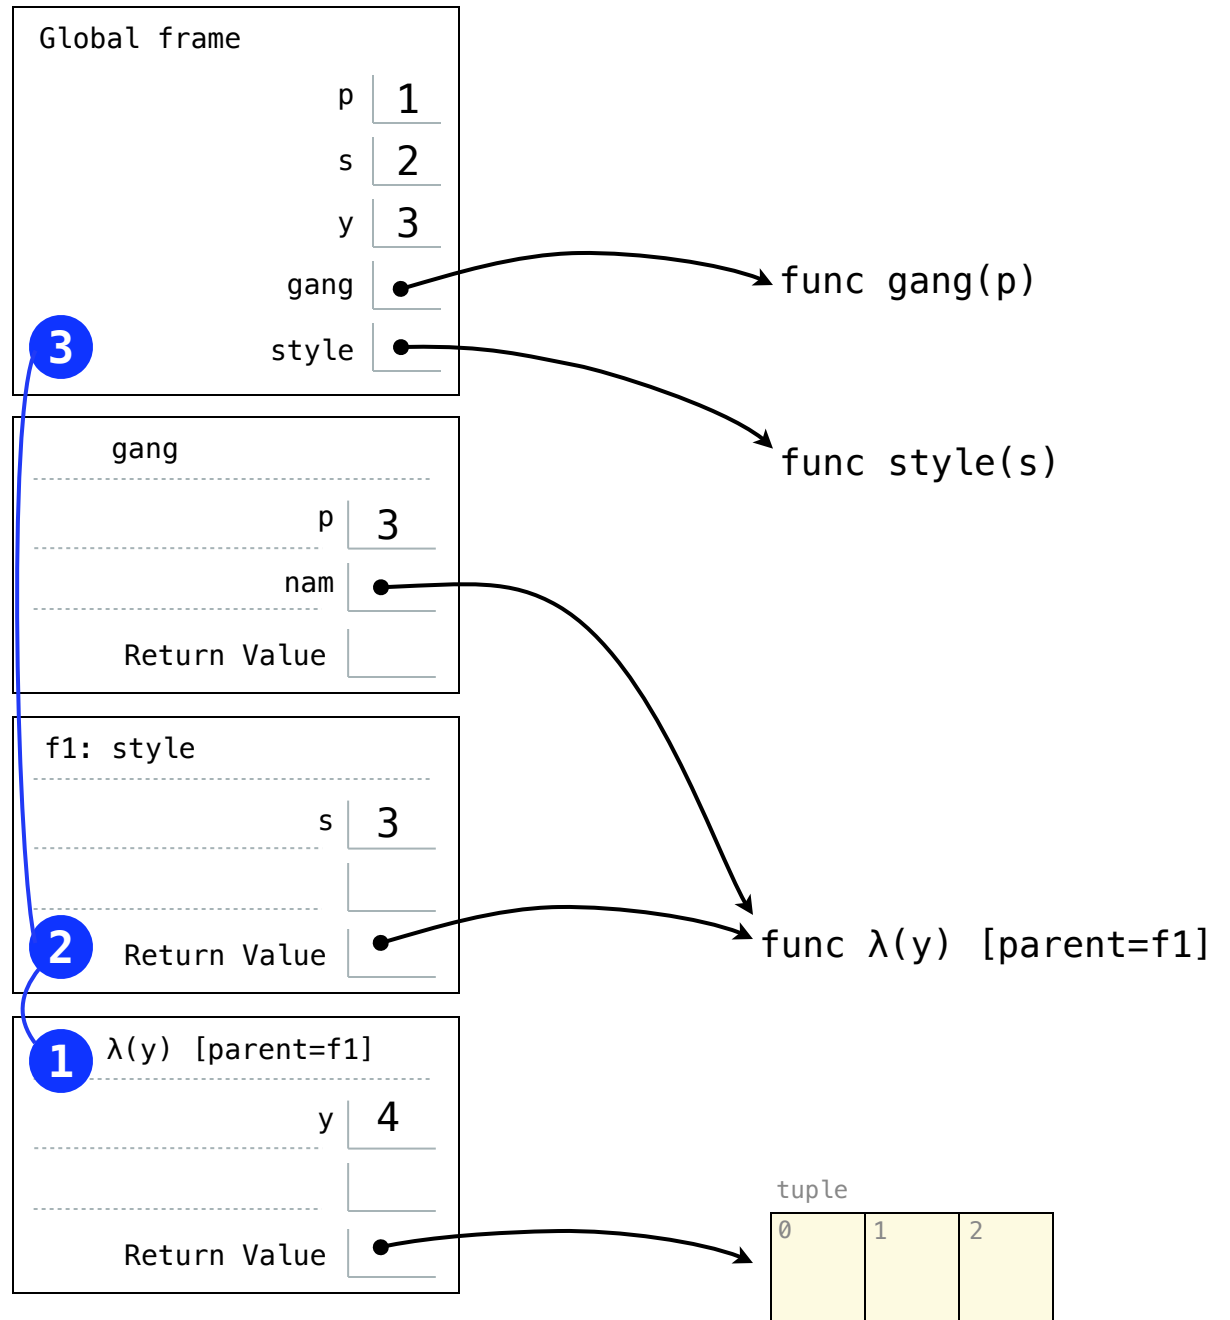 Global frame
p 1
s 2
y 3
gang
func gang(p)
3
style
func style(s)
gang
p 3
nam
Return Value
f1: style
s 3
2
Return Value
func λ(y) [parent=f1]
1
λ(y) [parent=f1]
y 4
Return Value
tuple
0 1 2